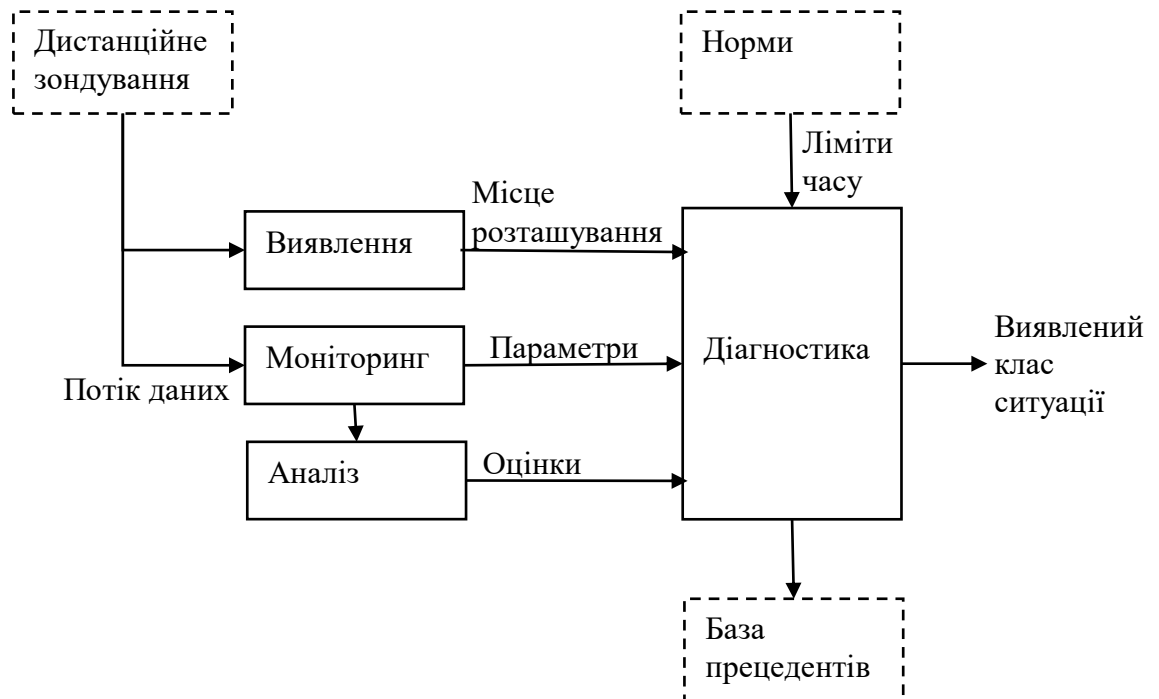 Дистанційне
зондування
Норми
Ліміти
часу
Місце
розташування
Виявлення
Моніторинг
Параметри
Діагностика
Виявлений
клас
ситуації
Потік даних
Аналіз
Оцінки
База
прецедентів